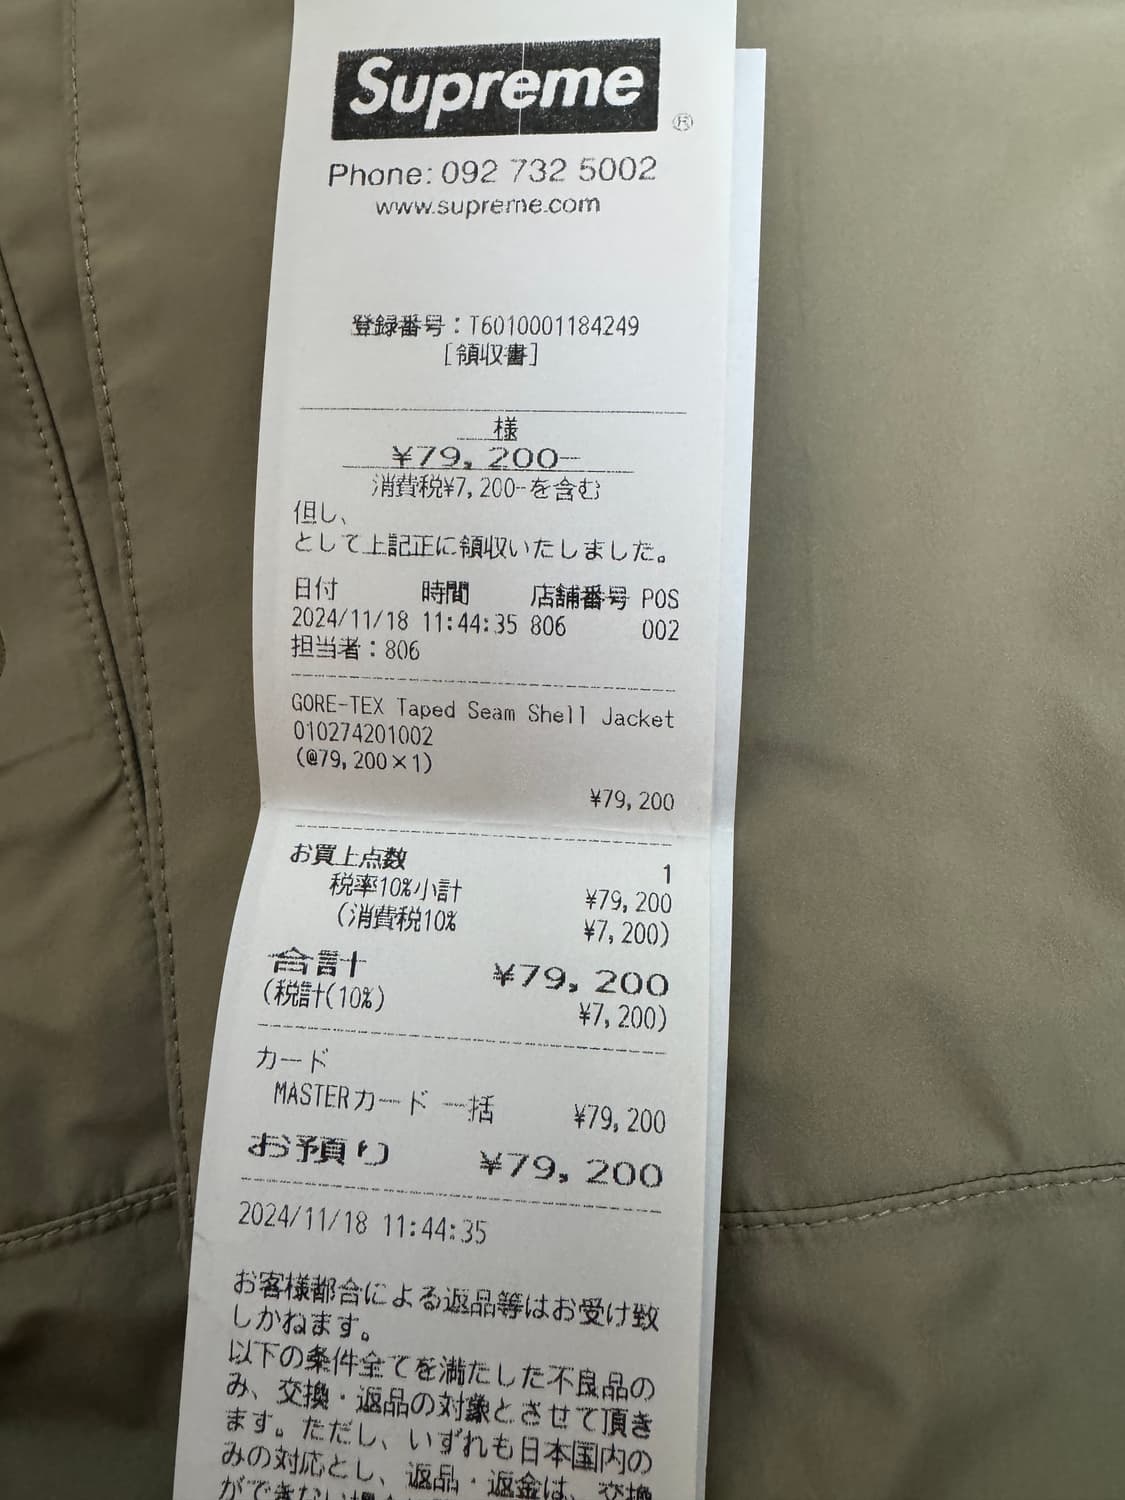 Supreme
®
Phone: 092 732 5002
www.supreme.com
登録番号：T6010001184249
[領収書]
様
¥79,200-
消費税¥7,200-を含む
但し、
として上記正に領収いたしました。
日付 時間 店舗番号 POS
2024/11/18 11:44:35 806 002
担当者：806
GORE-TEX Taped Seam Shell Jacket
010274201002
(@79,200×1)
¥79,200
お買上点数 1
税率10%小計 ¥79,200
(消費税10% ¥7,200)
合計 ¥79,200
(税計(10%) ¥7,200)
カード
MASTERカード 一括 ¥79,200
お預り ¥79,200
2024/11/18 11:44:35
お客様都合による返品等はお受け致
しかねます。
以下の条件全てを満たした不良品の
み、交換・返品の対象とさせて頂き
ます。ただし、いずれも日本国内の
みの対応とし、返品・返金は、交換
ができない場合